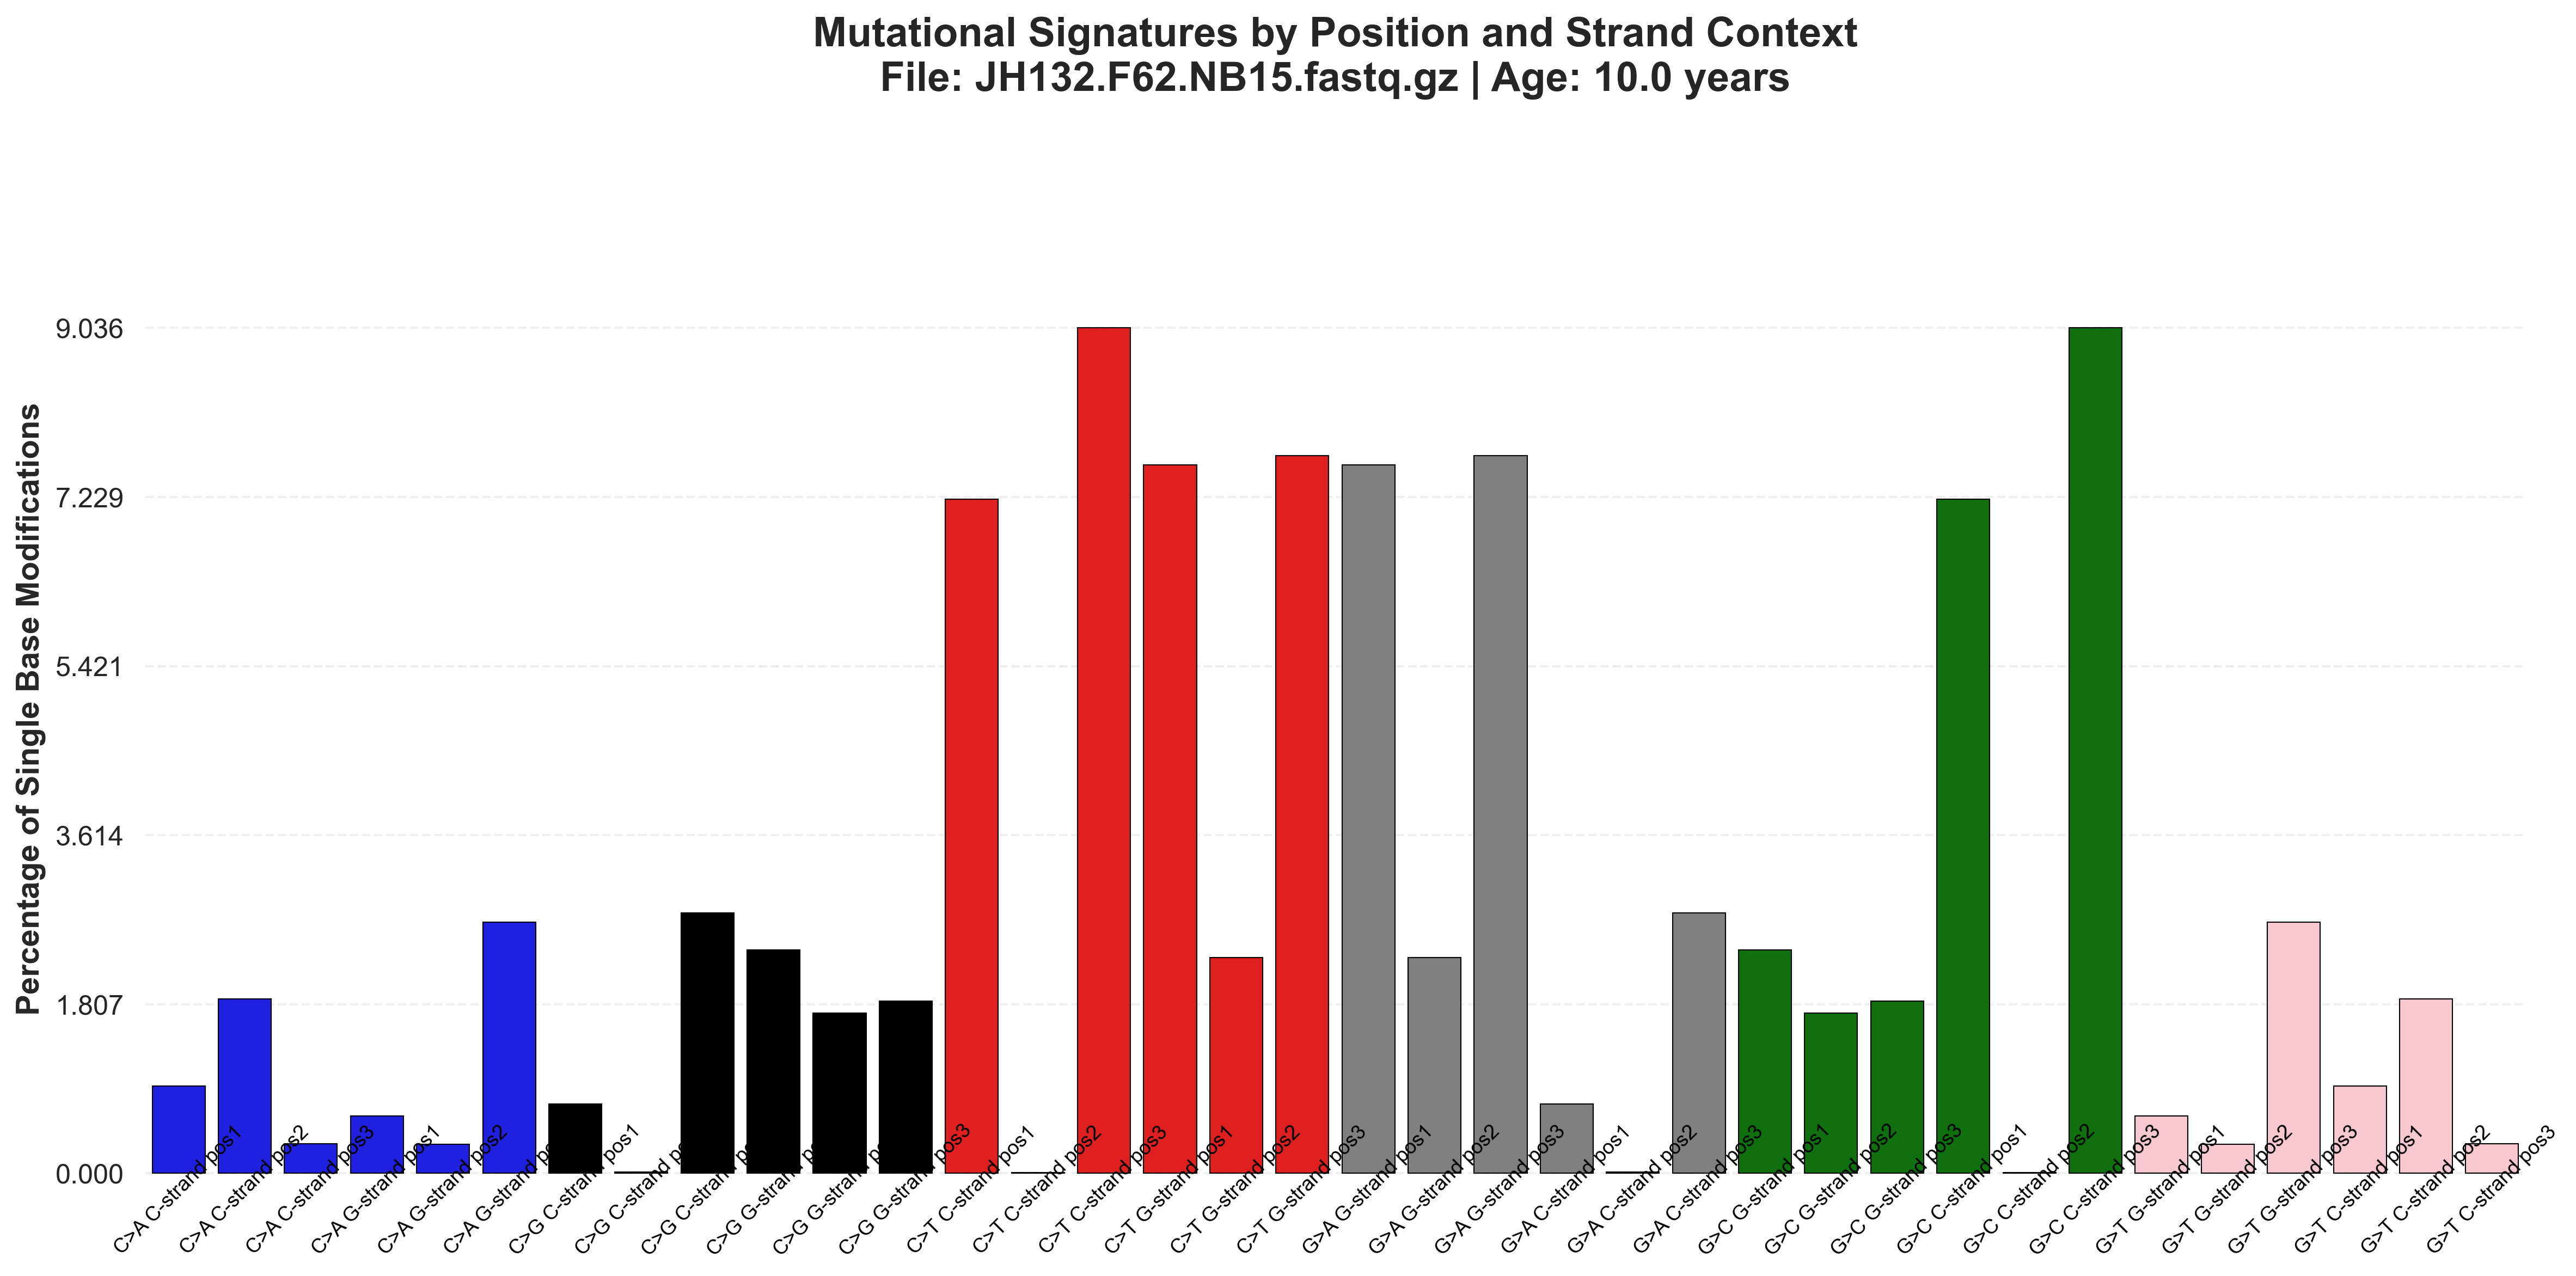 Mutational Signatures by Position and Strand Context
File: JH132.F62.NB15.fastq.gz | Age: 10.0 years
Percentage of Single Base Modifications
9.036
7.229
5.421
3.614
1.807
0.000
C>A C-strand pos1
C>A C-strand pos2
C>A C-strand pos3
C>A G-strand pos1
C>A G-strand pos2
C>A G-strand
C>G C-strand pos1
C>G C-strand
C>G C-strand
C>G G-strand
C>G G-strand
C>G G-strand pos3
C>T C-strand pos1
C>T C-strand pos2
C>T C-strand pos3
C>T G-strand pos1
C>T G-strand pos2
C>T G-strand pos3
G>A G-strand pos1
G>A G-strand pos2
G>A G-strand pos3
G>A C-strand pos1
G>A C-strand pos2
G>A C-strand pos3
G>C G-strand pos1
G>C G-strand pos2
G>C G-strand pos3
G>C C-strand pos1
G>C C-strand pos2
G>C C-strand pos3
G>T G-strand pos1
G>T G-strand pos2
G>T G-strand pos3
G>T C-strand pos1
G>T C-strand pos2
G>T C-strand pos3